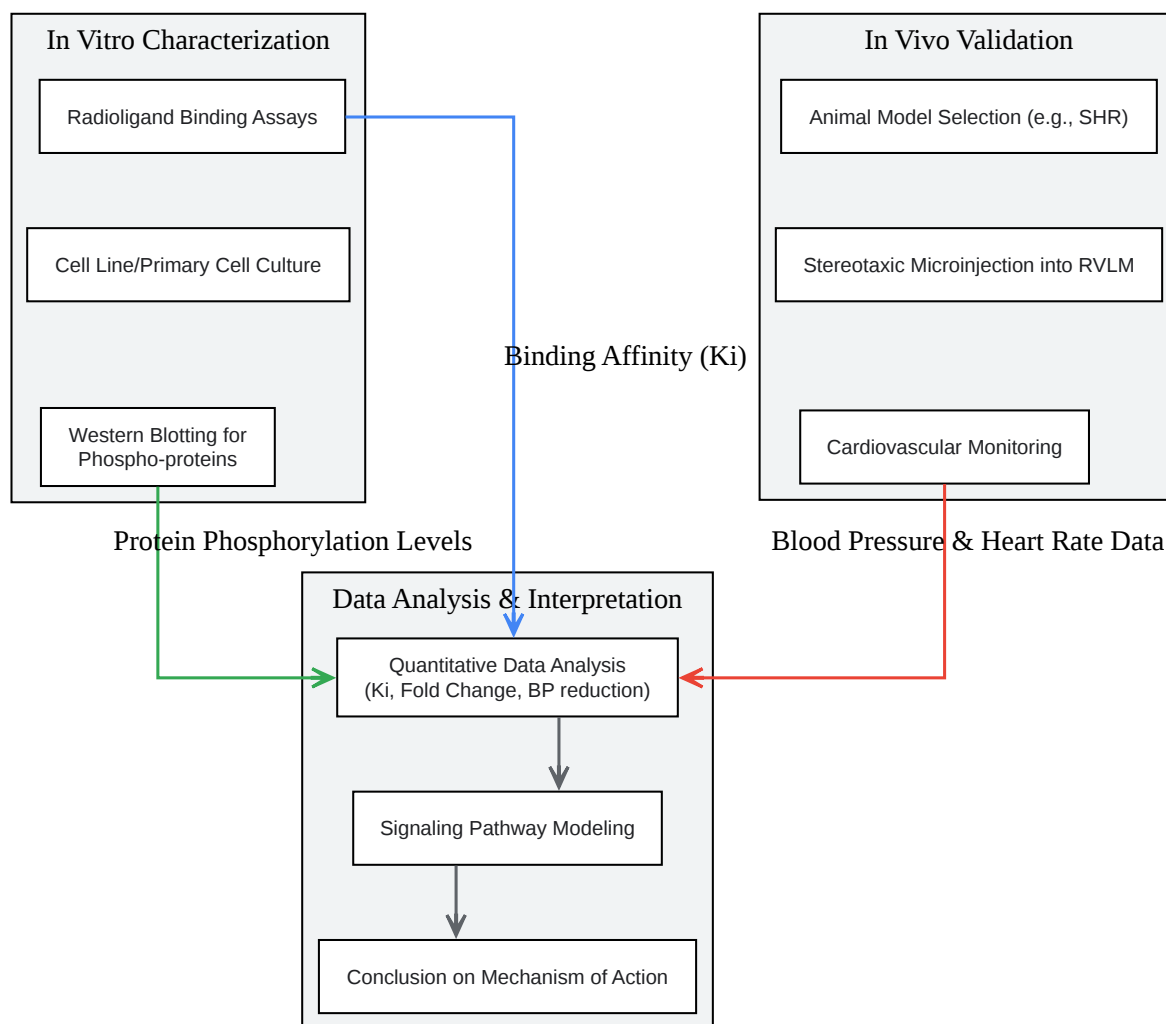 In Vitro Characterization
Radioligand Binding Assays
Cell Line/Primary Cell Culture
Western Blotting for
Phospho-proteins
In Vivo Validation
Animal Model Selection (e.g., SHR)
Stereotaxic Microinjection into RVLM
Cardiovascular Monitoring
Binding Affinity (Ki)
Protein Phosphorylation Levels
Blood Pressure & Heart Rate Data
Data Analysis & Interpretation
Quantitative Data Analysis
(Ki, Fold Change, BP reduction)
Signaling Pathway Modeling
Conclusion on Mechanism of Action